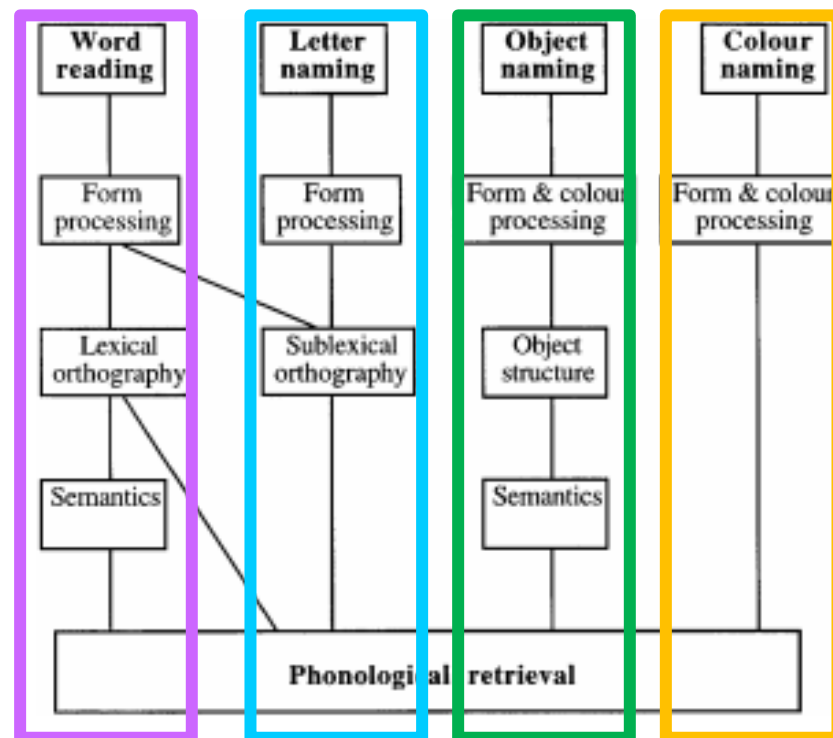 Word
reading
Letter
naming
Object
naming
Colour
naming
Form
processing
Form
processing
Form & colour
processing
Form & colour
processing
Lexical
orthography
Sublexical
orthography
Object
structure
Semantics
Semantics
Phonological retrieval